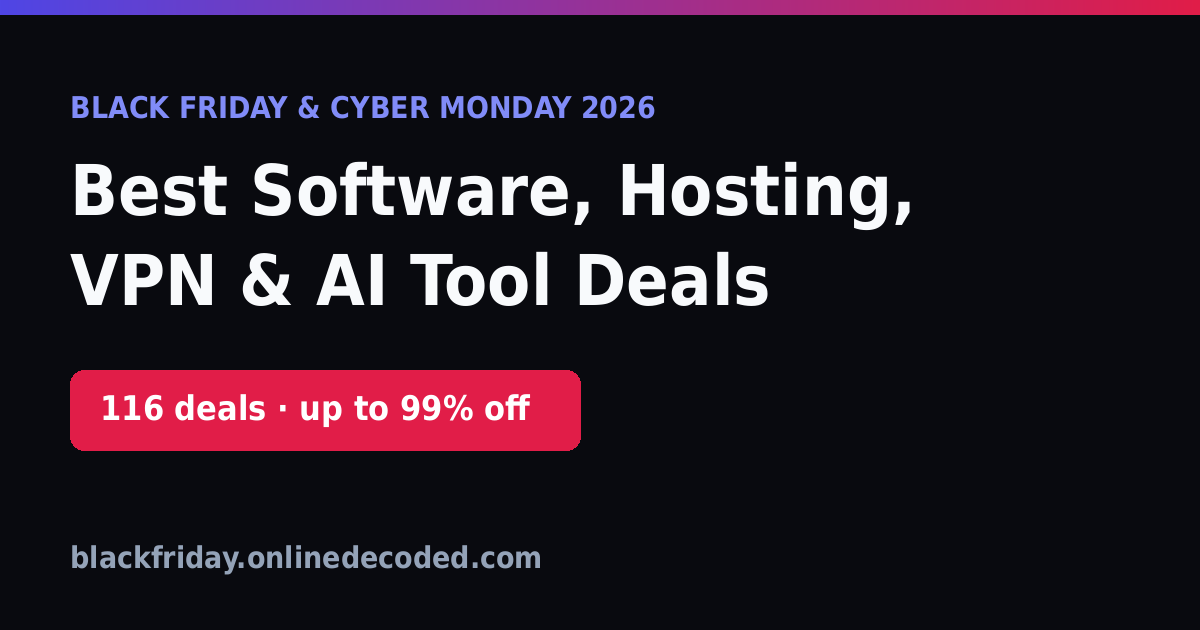 BLACK FRIDAY & CYBER MONDAY 2026
Best Software, Hosting,
VPN & AI Tool Deals
116 deals · up to 99% off
blackfriday.onlinedecoded.com